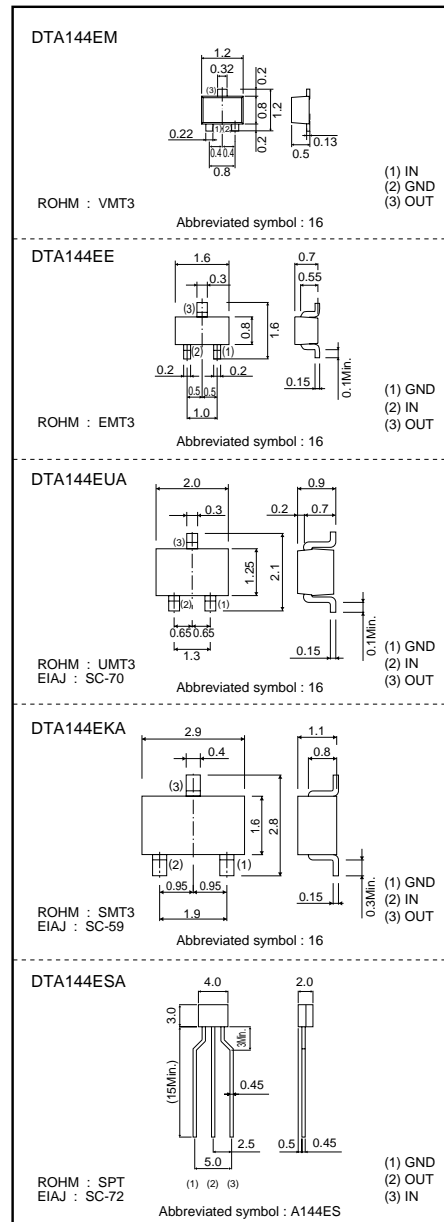 DTA144EM
1.2
0.32
0.2
(3)
0.8
1.2
0.22
(1)
(2)
0.2
0.4 0.4
0.8
0.5
0.13
(1) IN
(2) GND
(3) OUT
ROHM : VMT3
Abbreviated symbol : 16
DTA144EE
1.6
0.3
(3)
0.8
1.6
(2)
(1)
0.2
0.2
0.5 0.5
1.0
0.7
0.55
0.15
0.1Min.
(1) GND
(2) IN
(3) OUT
ROHM : EMT3
Abbreviated symbol : 16
DTA144EUA
2.0
0.3
(3)
1.25
2.1
(2)
(1)
0.65 0.65
1.3
0.9
0.2
0.7
0.15
0.1Min.
(1) GND
(2) IN
(3) OUT
ROHM : UMT3
EIAJ : SC-70
Abbreviated symbol : 16
DTA144EKA
2.9
0.4
(3)
1.6
2.8
(2)
(1)
0.95 0.95
1.9
1.1
0.8
0.15
0.3Min.
(1) GND
(2) IN
(3) OUT
ROHM : SMT3
EIAJ : SC-59
Abbreviated symbol : 16
DTA144ESA
4.0
2.0
3.0
(15Min.)
3Min.
0.45
2.5
5.0
0.5
0.45
(1) (2) (3)
(1) GND
(2) OUT
(3) IN
ROHM : SPT
EIAJ : SC-72
Abbreviated symbol : A144ES